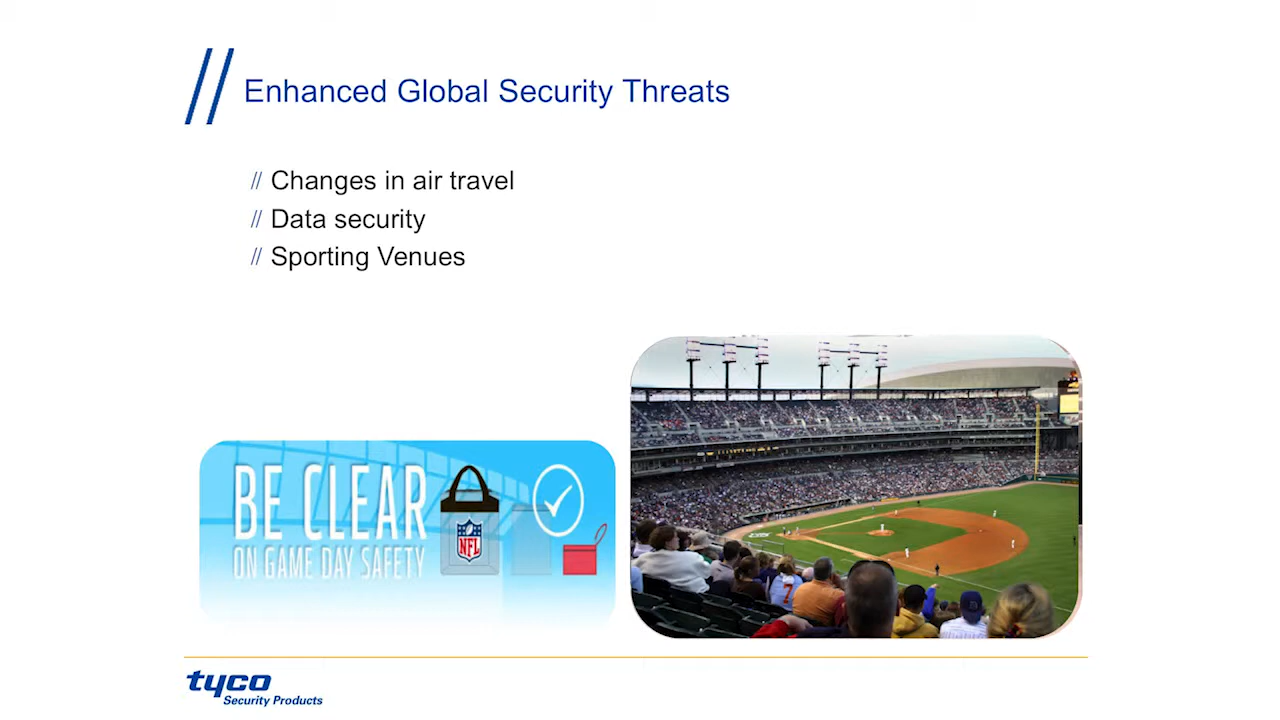 // Enhanced Global Security Threats
// Changes in air travel
// Data security
// Sporting Venues
BE CLEAR
ON GAME DAY SAFETY
NFL
7
tyco
Security Products